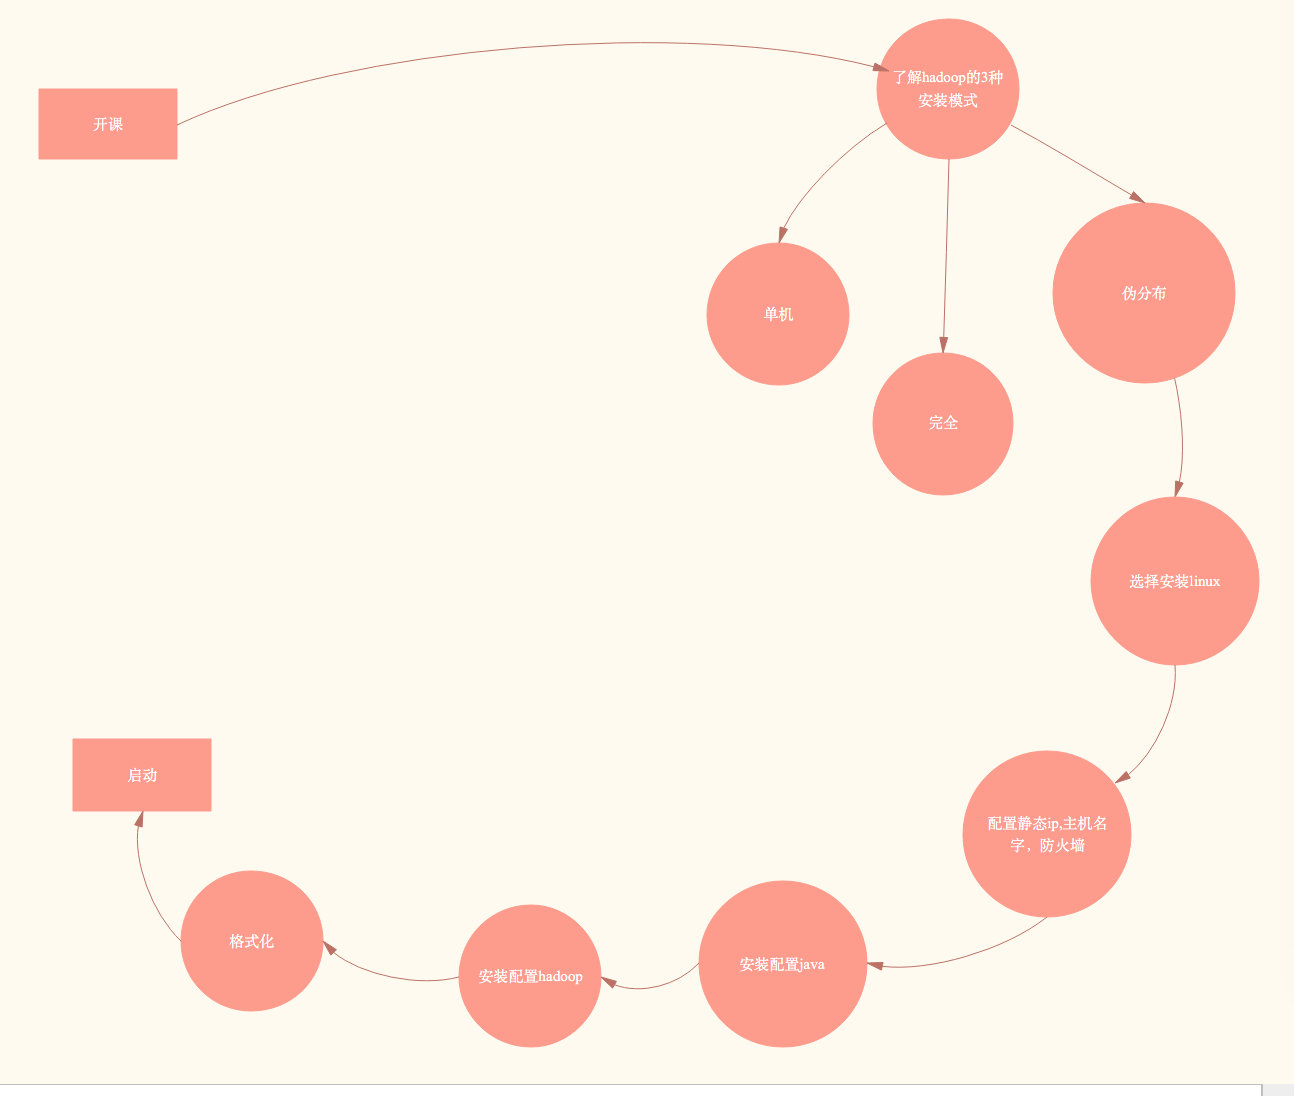 开课
了解hadoop的3种
安装模式
单机
伪分布
完全
选择安装linux
配置静态ip,主机名
字，防火墙
安装配置java
安装配置hadoop
格式化
启动